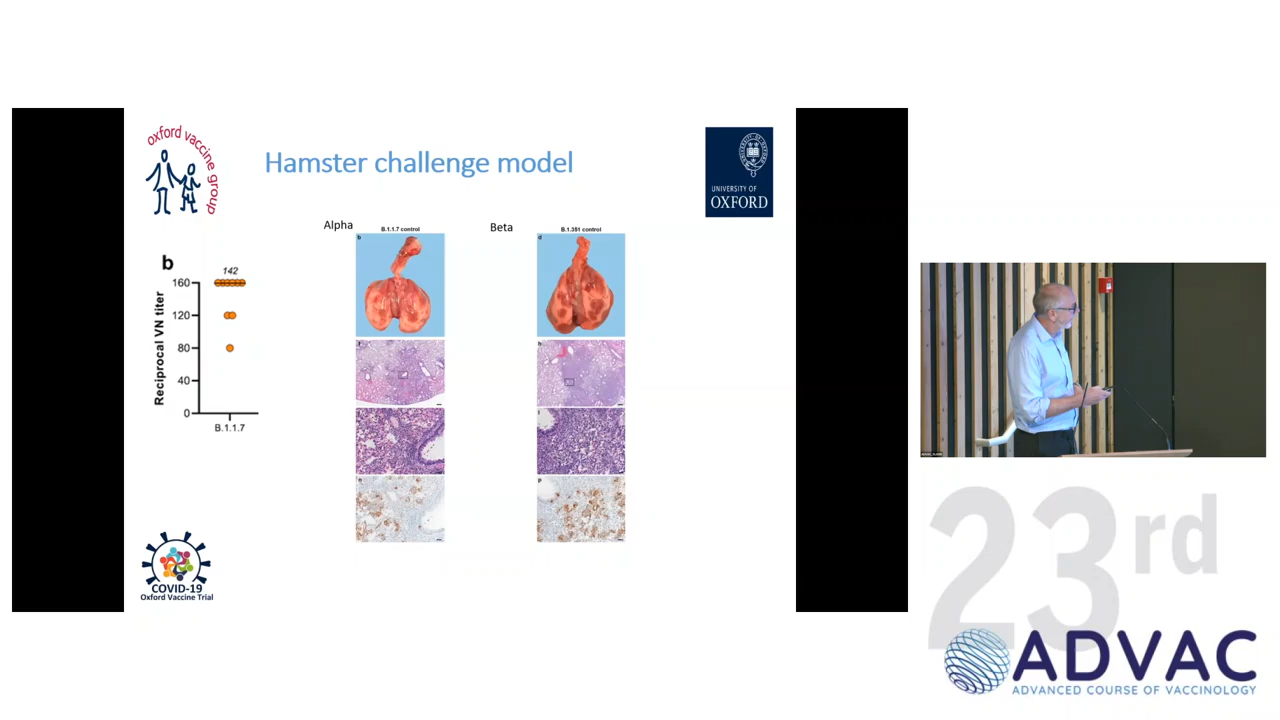 oxford vaccine group
Hamster challenge model
UNIVERSITY OF
OXFORD
Alpha
B.1.1.7 control
Beta
B.1.351 control
b
142
160
120
80
40
0
Reciprocal VN titer
B.1.1.7
b
d
f
h
COVID-19
Oxford Vaccine Trial
23rd
ADVAC
ADVANCED COURSE OF VACCINOLOGY